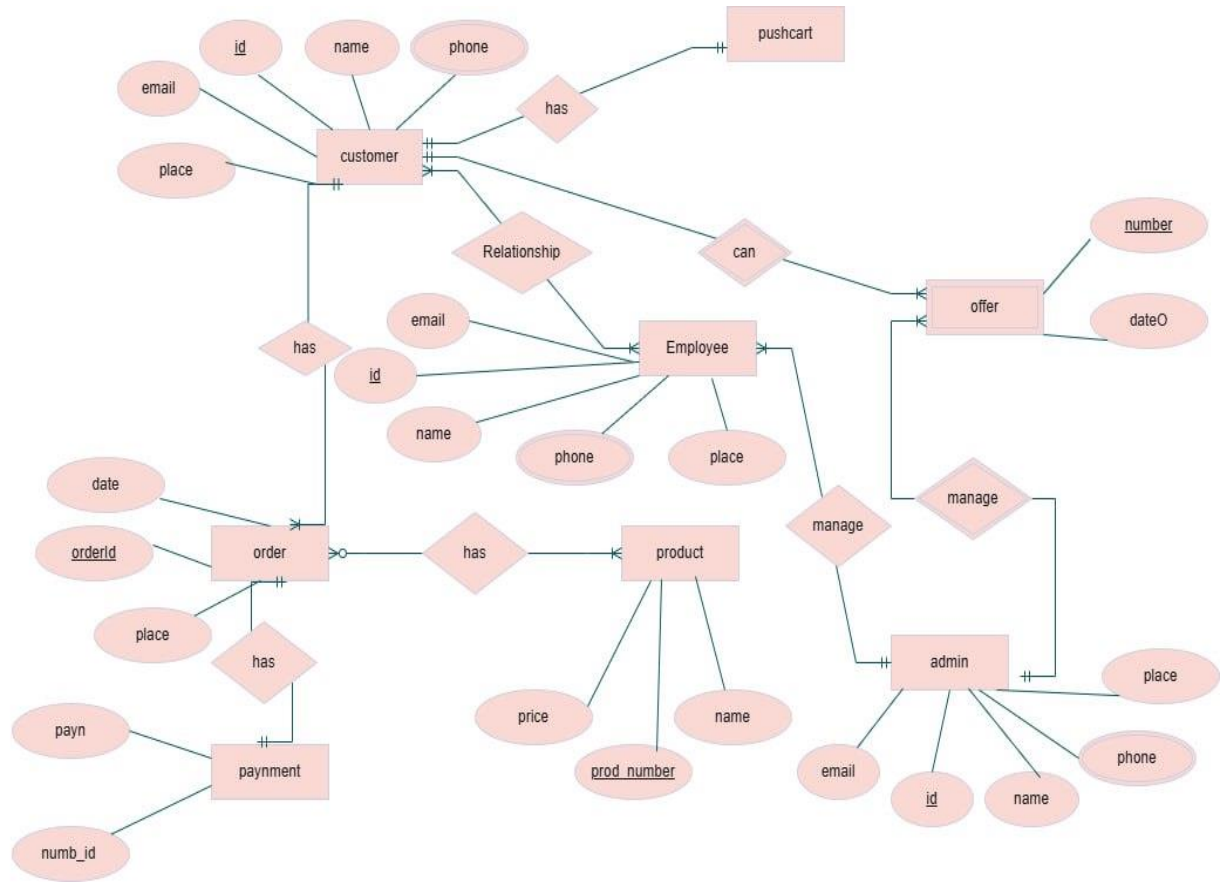 pushcart
id
name
phone
email
has
customer
place
number
Relationship
can
offer
email
dateO
has
Employee
id
name
phone
place
date
manage
manage
orderId
order
has
product
place
has
admin
place
price
name
payn
phone
paynment
prod_number
email
id
name
numb_id